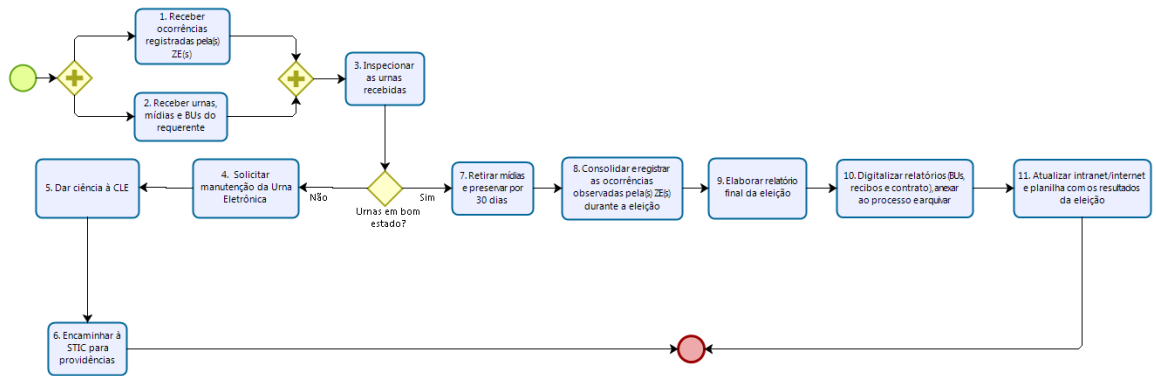 1. Receber
ocorrências
registradas pela(s)
ZE(s)
2. Receber urnas,
mídias e BUs do
requerente
3. Inspecionar
as urnas
recebidas
5. Dar ciência à CLE
4. Solicitar
manutenção da Urna
Eletrônica
Não
Urnas em bom
estado?
Sim
7. Retirar mídias
e preservar por
30 dias
8. Consolidar e registrar
as ocorrências
observadas pela(s) ZE(s)
durante a eleição
9. Elaborar relatório
final da eleição
10. Digitalizar relatórios (BUs,
recibos e contrato), anexar
ao processo e arquivar
11. Atualizar intranet/internet
e planilha com os resultados
da eleição
6. Encaminhar à
STIC para
providências